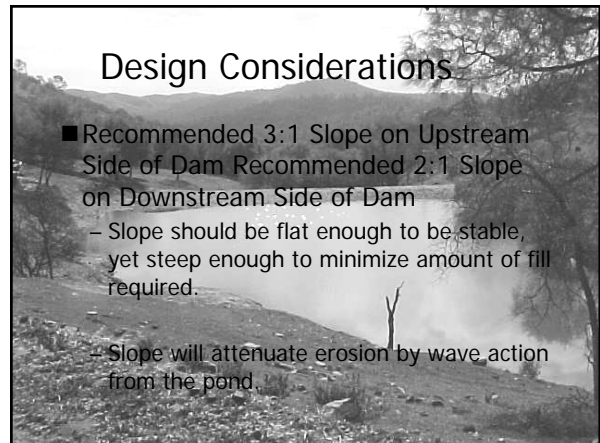 Design Considerations
■ Recommended 3:1 Slope on Upstream
Side of Dam Recommended 2:1 Slope
on Downstream Side of Dam
– Slope should be flat enough to be stable,
yet steep enough to minimize amount of fill
required.
– Slope will attenuate erosion by wave action
from the pond.